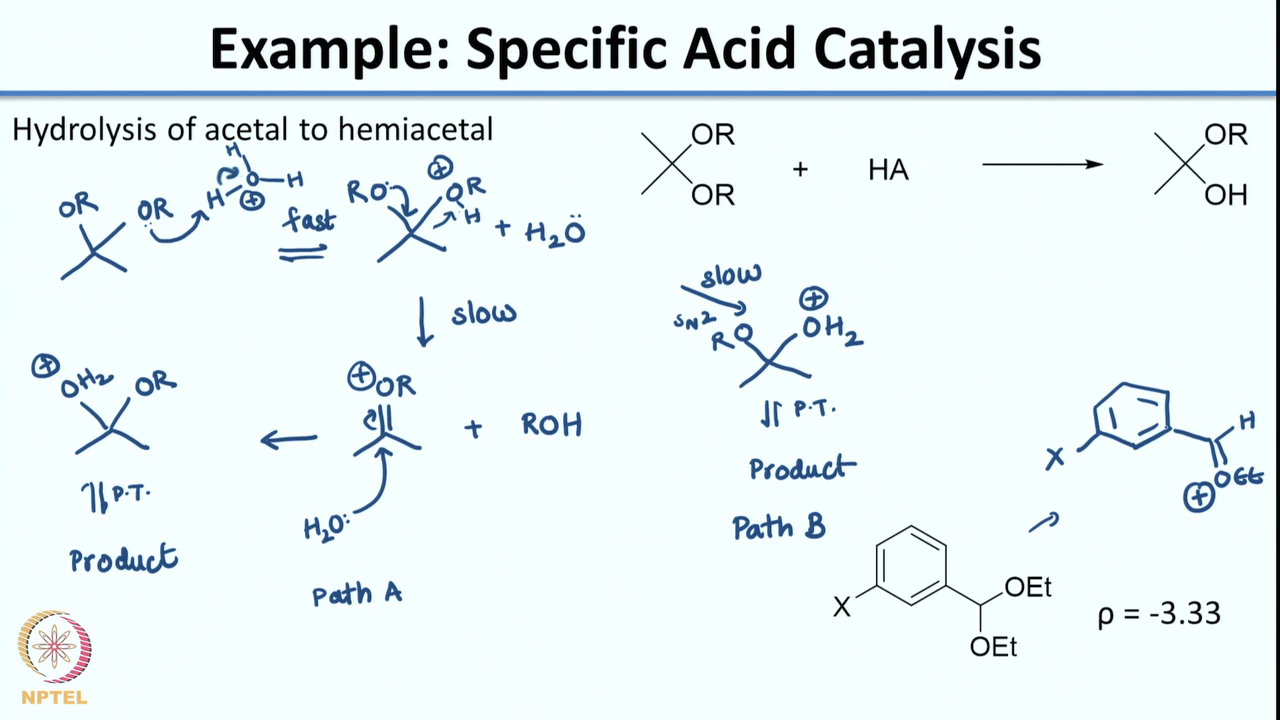 Example: Specific Acid Catalysis
Hydrolysis of acetal to hemiacetal
OR
OR
+
HA
OR
OH
OR
OR
H
H
O
H
⊕
fast
RO:
⊕
OR
H
+ H2Ö
slow
slow
SN2
RO
⊕
OH2
P.T.
Product
Path B
⊕
OH2
OR
P.T.
Product
⊕
OR
+ ROH
H2O:
Path A
X
H
OEt
⊕
X
OEt
OEt
ρ = -3.33
NPTEL